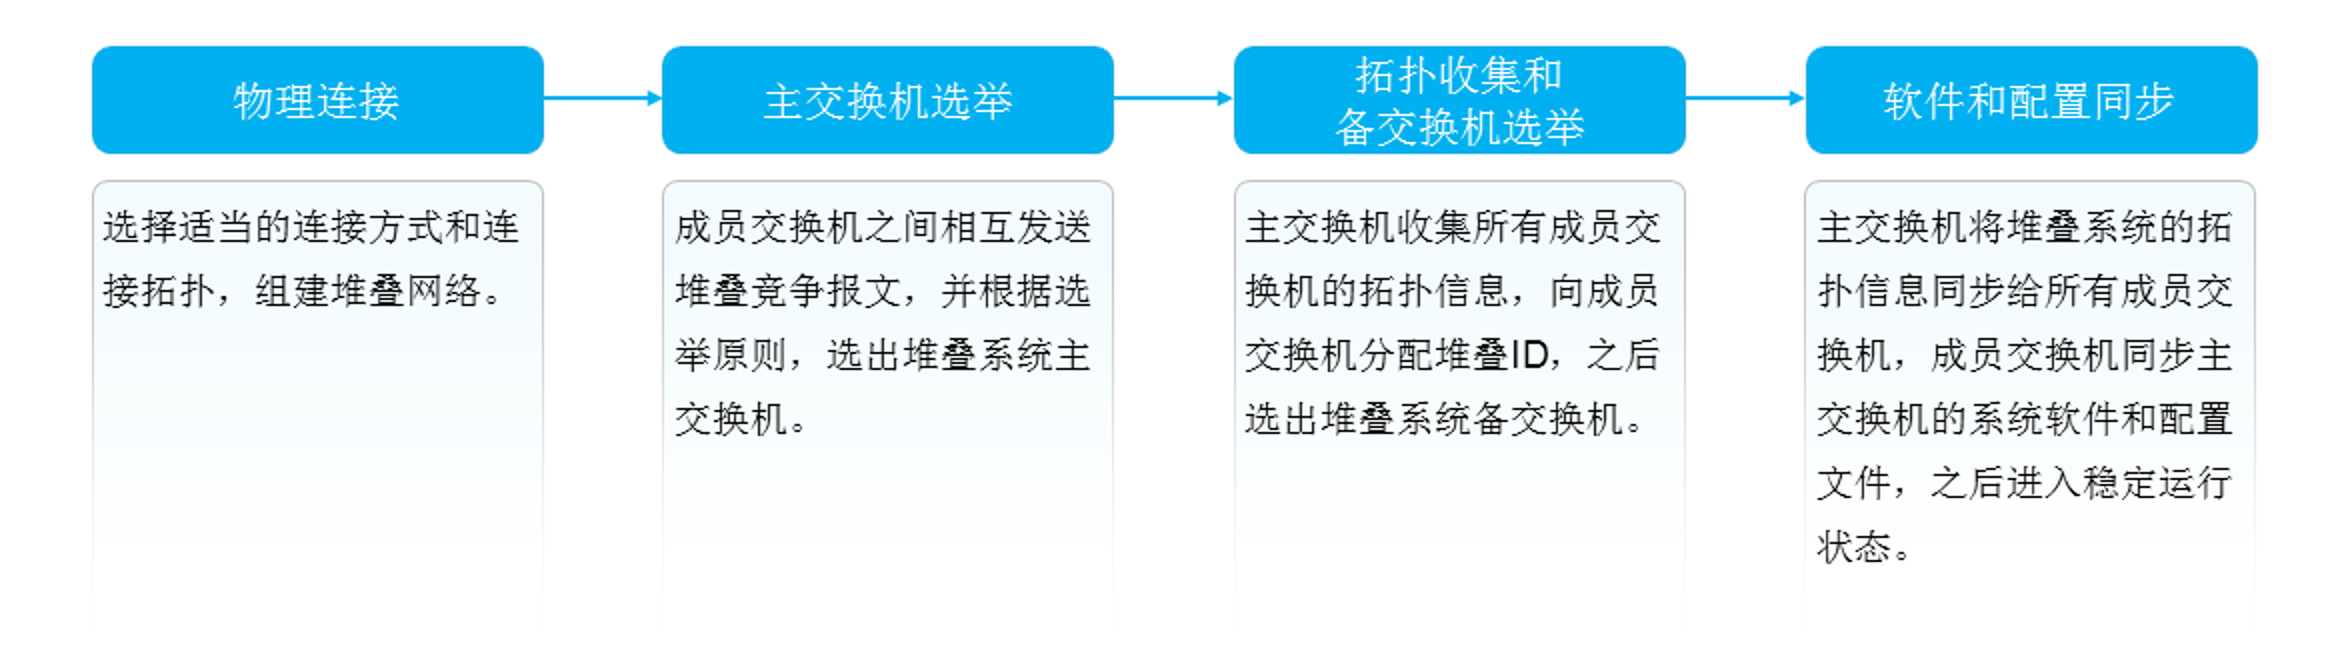 物理连接
主交换机选举
拓扑收集和
备交换机选举
软件和配置同步
选择适当的连接方式和连
接拓扑，组建堆叠网络。
成员交换机之间相互发送
堆叠竞争报文，并根据选
举原则，选出堆叠系统主
交换机。
主交换机收集所有成员交
换机的拓扑信息，向成员
交换机分配堆叠ID，之后
选出堆叠系统备交换机。
主交换机将堆叠系统的拓
扑信息同步给所有成员交
换机，成员交换机同步主
交换机的系统软件和配置
文件，之后进入稳定运行
状态。